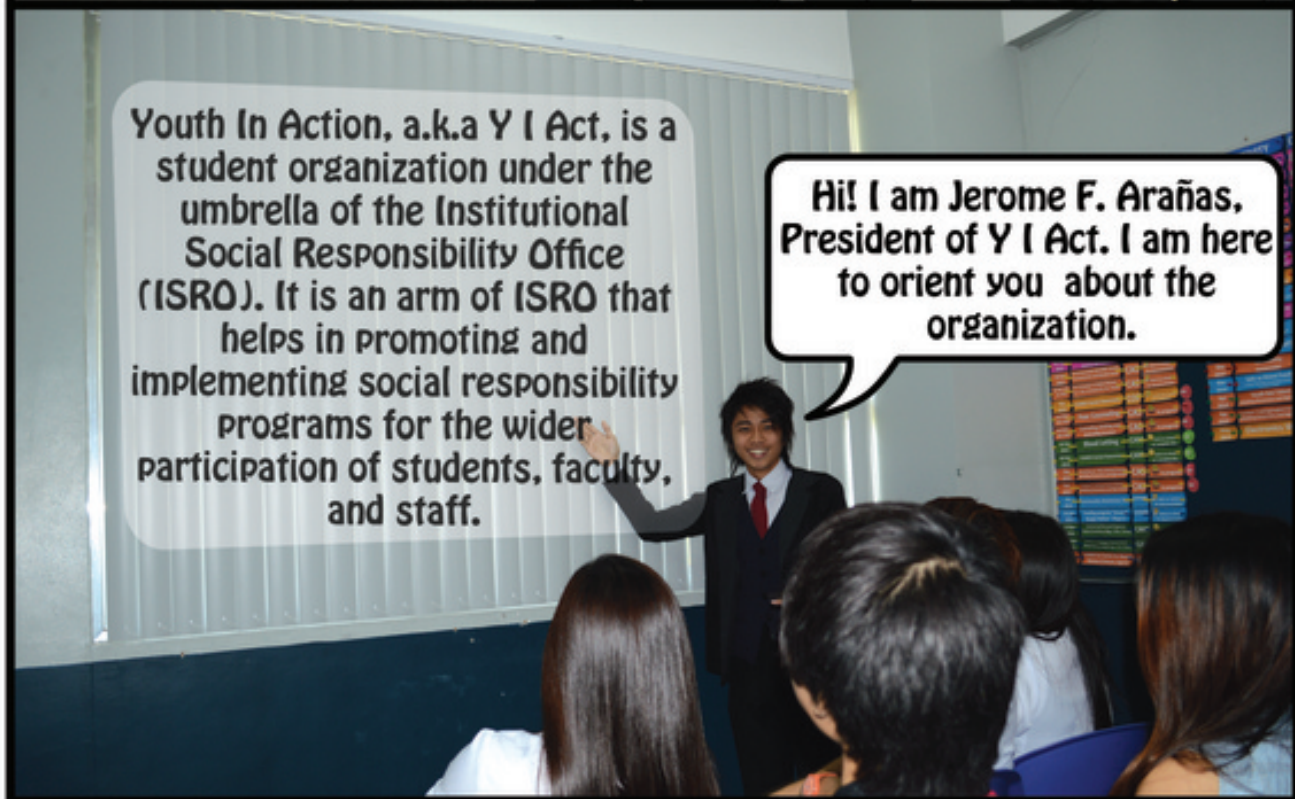 Youth In Action, a.k.a Y I Act, is a
student organization under the
umbrella of the Institutional
Social Responsibility Office
(ISRO). It is an arm of ISRO that
helps in promoting and
implementing social responsibility
programs for the wider
participation of students, faculty,
and staff.
Hi! I am Jerome F. Arañas,
President of Y I Act. I am here
to orient you  about the
organization.